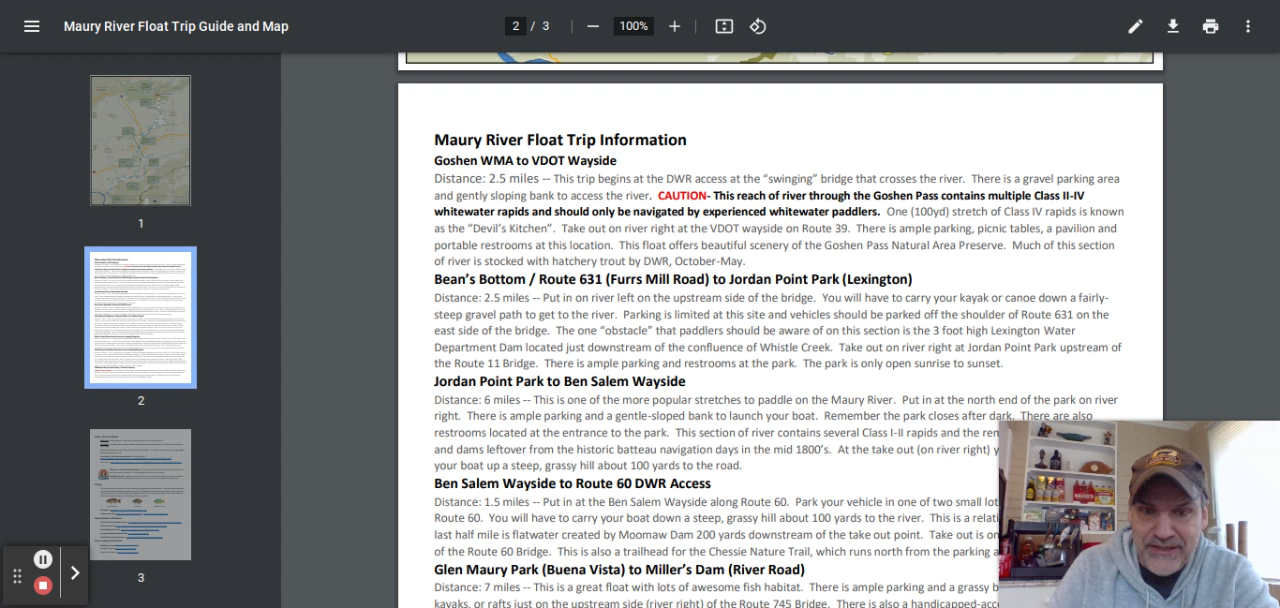 Maury River Float Trip Guide and Map
2 / 3
100%
1
2
3
Maury River Float Trip Information
Goshen WMA to VDOT Wayside
Distance: 2.5 miles -- This trip begins at the DWR access at the “swinging” bridge that crosses the river. There is a gravel parking area
and gently sloping bank to access the river. CAUTION- This reach of river through the Goshen Pass contains multiple Class II-IV
whitewater rapids and should only be navigated by experienced whitewater paddlers. One (100yd) stretch of Class IV rapids is known
as the “Devil’s Kitchen”. Take out on river right at the VDOT wayside on Route 39. There is ample parking, picnic tables, a pavilion and
portable restrooms at this location. This float offers beautiful scenery of the Goshen Pass Natural Area Preserve. Much of this section
of river is stocked with hatchery trout by DWR, October-May.
Bean’s Bottom / Route 631 (Furrs Mill Road) to Jordan Point Park (Lexington)
Distance: 2.5 miles -- Put in on river left on the upstream side of the bridge. You will have to carry your kayak or canoe down a fairly-
steep gravel path to get to the river. Parking is limited at this site and vehicles should be parked off the shoulder of Route 631 on the
east side of the bridge. The one “obstacle” that paddlers should be aware of on this section is the 3 foot high Lexington Water
Department Dam located just downstream of the confluence of Whistle Creek. Take out on river right at Jordan Point Park upstream of
the Route 11 Bridge. There is ample parking and restrooms at the park. The park is only open sunrise to sunset.
Jordan Point Park to Ben Salem Wayside
Distance: 6 miles -- This is one of the more popular stretches to paddle on the Maury River. Put in at the north end of the park on river
right. There is ample parking and a gentle-sloped bank to launch your boat. Remember the park closes after dark. There are also
restrooms located at the entrance to the park. This section of river contains several Class I-II rapids and the
and dams leftover from the historic batteau navigation days in the mid 1800’s. At the take out (on river right)
your boat up a steep, grassy hill about 100 yards to the road.
Ben Salem Wayside to Route 60 DWR Access
Distance: 1.5 miles -- Put in at the Ben Salem Wayside along Route 60. Park your vehicle in one of two small
Route 60. You will have to carry your boat down a steep, grassy hill about 100 yards to the river. This is a
last half mile is flatwater created by Moomaw Dam 200 yards downstream of the take out point. Take out is
of the Route 60 Bridge. This is also a trailhead for the Chessie Nature Trail, which runs north from the parking
Glen Maury Park (Buena Vista) to Miller’s Dam (River Road)
Distance: 7 miles -- This is a great float with lots of awesome fish habitat. There is ample parking and a grassy
kayaks, or rafts just on the upstream side (river right) of the Route 745 Bridge. There is also a